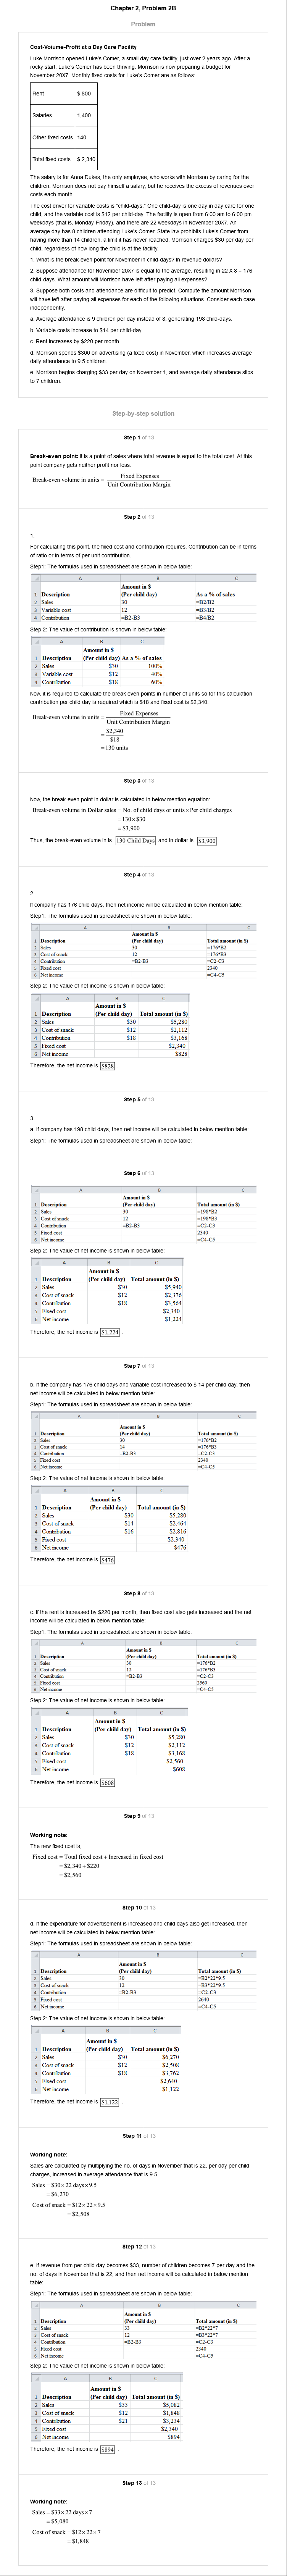 Chapter 2, Problem 2B
Problem
Cost-Volume-Profit at a Day Care Facility
Luke Morrison opened Luke's Corner, a small day care facility, just over 2 years ago. After a
rocky start, Luke's Corner has been thriving. Morrison is now preparing a budget for
November 20X7. Monthly fixed costs for Luke's Corner are as follows:
Rent $ 800
Salaries 1,400
Other fixed costs 140
Total fixed costs $ 2,340
The salary is for Anna Dukes, the only employee, who works with Morrison by caring for the
children. Morrison does not pay himself a salary, but he receives the excess of revenues over
costs each month.
The cost driver for variable costs is "child-days." One child-day is one day in day care for one
child, and the variable cost is $12 per child-day. The facility is open from 6:00 am to 6:00 pm
weekdays (that is, Monday-Friday), and there are 22 weekdays in November 20X7. An
average day has 8 children attending Luke's Corner. State law prohibits Luke's Corner from
having more than 14 children, a limit it has never reached. Morrison charges $30 per day per
child, regardless of how long the child is in the facility.
1. What is the break-even point for November in child-days? In revenue dollars?
2. Suppose attendance for November 20X7 is equal to the average, resulting in 22 X 8 = 176
child-days. What amount will Morrison have left after paying all expenses?
3. Suppose both costs and attendance are difficult to predict. Compute the amount Morrison
will have left after paying all expenses for each of the following situations. Consider each case
independently.
a. Average attendance is 9 children per day instead of 8, generating 198 child-days.
b. Variable costs increase to $14 per child-day.
c. Rent increases by $220 per month.
d. Morrison spends $300 on advertising (a fixed cost) in November, which increases average
daily attendance to 9.5 children.
e. Morrison begins charging $33 per day on November 1, and average daily attendance slips
to 7 children.
Step-by-step solution
Step 1 of 13
Break-even point: It is a point of sales where total revenue is equal to the total cost. At this
point company gets neither profit nor loss.
Break-even volume in units = Fixed Expenses
Unit Contribution Margin
Step 2 of 13
1.
For calculating this point, the fixed cost and contribution requires. Contribution can be in terms
of ratio or in terms of per unit contribution.
Step1: The formulas used in spreadsheet are shown in below table:
A B C
1 Description Amount in $ (Per child day) As a % of sales
2 Sales 30 =B2/B2
3 Variable cost 12 =B3/B2
4 Contribution =B2-B3 =B4/B2
Step 2: The value of contribution is shown in below table:
A B C
1 Description Amount in $ (Per child day) As a % of sales
2 Sales $30 100%
3 Variable cost $12 40%
4 Contribution $18 60%
Now, it is required to calculate the break even points in number of units so for this calculation
contribution per child day is required which is $18 and fixed cost is $2,340.
Break-even volume in units = Fixed Expenses
Unit Contribution Margin
= $2,340
$18
= 130 units
Step 3 of 13
Now, the break-even point in dollar is calculated in below mention equation:
Break-even volume in Dollar sales = No. of child days or units × Per child charges
= 130 × $30
= $3,900
Thus, the break-even volume in is 130 Child Days and in dollar is $3,900 .
Step 4 of 13
2.
If company has 176 child days, then net income will be calculated in below mention table:
Step1. The formulas used in spreadsheet are shown in below table:
A B C
1 Description Amount in $ (Per child day) Total amount (in $)
2 Sales 30 =176*B2
3 Cost of snack 12 =176*B3
4 Contribution =B2-B3 =C2-C3
5 Fixed cost 2340
6 Net income =C4-C5
Step 2: The value of net income is shown in below table:
A B C
1 Description Amount in $ (Per child day) Total amount (in $)
2 Sales $30 $5,280
3 Cost of snack $12 $2,112
4 Contribution $18 $3,168
5 Fixed cost $2,340
6 Net income $828
Therefore, the net income is $828 .
Step 5 of 13
3.
a. If company has 198 child days, then net income will be calculated in below mention table:
Step1: The formulas used in spreadsheet are shown in below table:
Step 6 of 13
A B C
1 Description Amount in $ (Per child day) Total amount (in $)
2 Sales 30 =198*B2
3 Cost of snack 12 =198*B3
4 Contribution =B2-B3 =C2-C3
5 Fixed cost 2340
6 Net income =C4-C5
Step 2: The value of net income is shown in below table:
A B C
1 Description Amount in $ (Per child day) Total amount (in $)
2 Sales $30 $5,940
3 Cost of snack $12 $2,376
4 Contribution $18 $3,564
5 Fixed cost $2,340
6 Net income $1,224
Therefore, the net income is $1,224 .
Step 7 of 13
b. If the company has 176 child days and variable cost increased to $ 14 per child day, then
net income will be calculated in below mention table:
Step1: The formulas used in spreadsheet are shown in below table:
A B C
1 Description Amount in $ (Per child day) Total amount (in $)
2 Sales 30 =176*B2
3 Cost of snack 14 =176*B3
4 Contribution =B2-B3 =C2-C3
5 Fixed cost 2340
6 Net income =C4-C5
Step 2: The value of net income is shown in below table:
A B C
1 Description Amount in $ (Per child day) Total amount (in $)
2 Sales $30 $5,280
3 Cost of snack $14 $2,464
4 Contribution $16 $2,816
5 Fixed cost $2,340
6 Net income $476
Therefore, the net income is $476 .
Step 8 of 13
c. If the rent is increased by $220 per month, then fixed cost also gets increased and the net
income will be calculated in below mention table:
Step1: The formulas used in spreadsheet are shown in below table:
A B C
1 Description Amount in $ (Per child day) Total amount (in $)
2 Sales 30 =176*B2
3 Cost of snack 12 =176*B3
4 Contribution =B2-B3 =C2-C3
5 Fixed cost 2560
6 Net income =C4-C5
Step 2: The value of net income is shown in below table:
A B C
1 Description Amount in $ (Per child day) Total amount (in $)
2 Sales $30 $5,280
3 Cost of snack $12 $2,112
4 Contribution $18 $3,168
5 Fixed cost $2,560
6 Net income $608
Therefore, the net income is $608 .
Step 9 of 13
Working note:
The new fixed cost is,
Fixed cost = Total fixed cost + Increased in fixed cost
= $2,340 + $220
= $2,560
Step 10 of 13
d. If the expenditure for advertisement is increased and child days also get increased, then
net income will be calculated in below mention table:
Step1: The formulas used in spreadsheet are shown in below table:
A B C
1 Description Amount in $ (Per child day) Total amount (in $)
2 Sales 30 =B2*22*9.5
3 Cost of snack 12 =B3*22*9.5
4 Contribution =B2-B3 =C2-C3
5 Fixed cost 2640
6 Net income =C4-C5
Step 2: The value of net income is shown in below table:
A B C
1 Description Amount in $ (Per child day) Total amount (in $)
2 Sales $30 $6,270
3 Cost of snack $12 $2,508
4 Contribution $18 $3,762
5 Fixed cost $2,640
6 Net income $1,122
Therefore, the net income is $1,122 .
Step 11 of 13
Working note:
Sales are calculated by multiplying the no. of days in November that is 22, per day per child
charges, increased in average attendance that is 9.5.
Sales = $30 × 22 days × 9.5
= $6,270
Cost of snack = $12 × 22 × 9.5
= $2,508
Step 12 of 13
e. If revenue from per child day becomes $33, number of children becomes 7 per day and the
no. of days in November that is 22, and then net income will be calculated in below mention
table:
Step1: The formulas used in spreadsheet are shown in below table:
A B C
1 Description Amount in $ (Per child day) Total amount (in $)
2 Sales 33 =B2*22*7
3 Cost of snack 12 =B3*22*7
4 Contribution =B2-B3 =C2-C3
5 Fixed cost 2340
6 Net income =C4-C5
Step 2: The value of net income is shown in below table:
A B C
1 Description Amount in $ (Per child day) Total amount (in $)
2 Sales $33 $5,082
3 Cost of snack $12 $1,848
4 Contribution $21 $3,234
5 Fixed cost $2,340
6 Net income $894
Therefore, the net income is $894 .
Step 13 of 13
Working note:
Sales = $33 × 22 days × 7
= $5,080
Cost of snack = $12 × 22 × 7
= $1,848